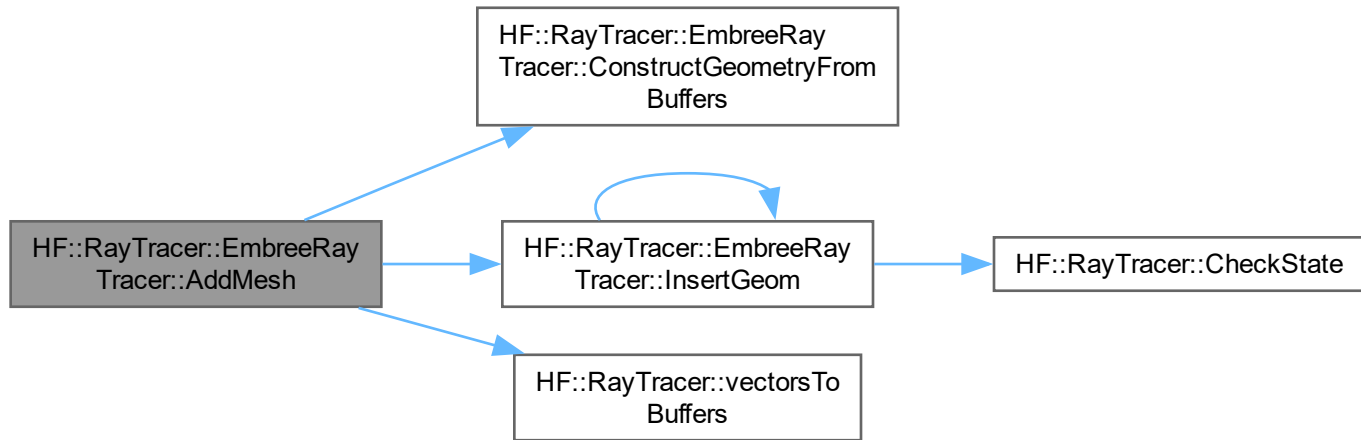 HF::RayTracer::EmbreeRay
Tracer::ConstructGeometryFrom
Buffers
HF::RayTracer::EmbreeRay
Tracer::AddMesh
HF::RayTracer::EmbreeRay
Tracer::InsertGeom
HF::RayTracer::CheckState
HF::RayTracer::vectorsTo
Buffers